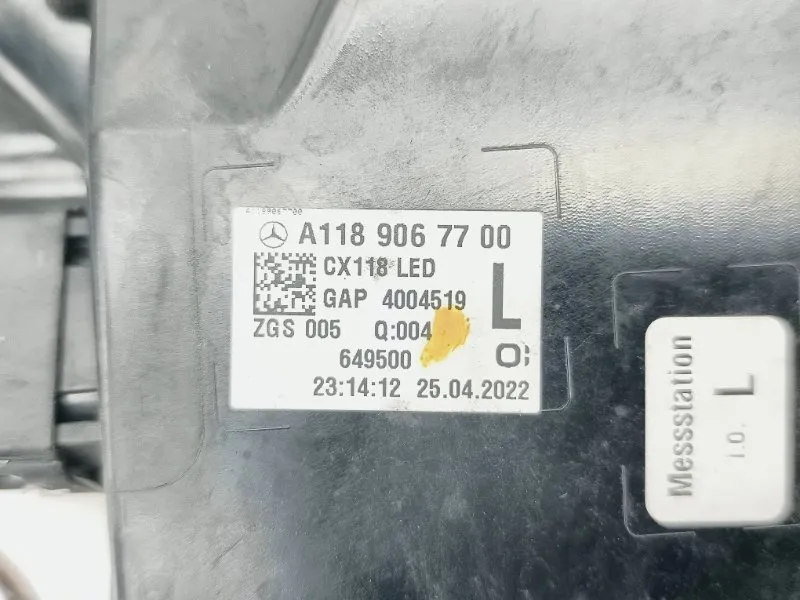 A118 906 77 00
CX118 LED
GAP 4004519
L
ZGS 005 Q:004
649500
23:14:12 25.04.2022
Messstation
i.O. L